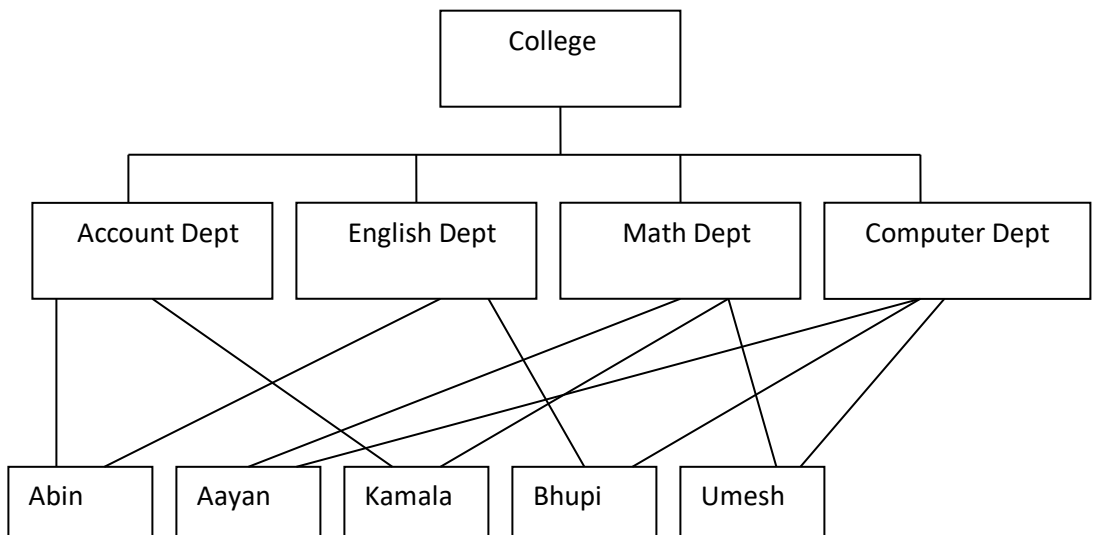 College
Account Dept
English Dept
Math Dept
Computer Dept
Abin
Aayan
Kamala
Bhupi
Umesh